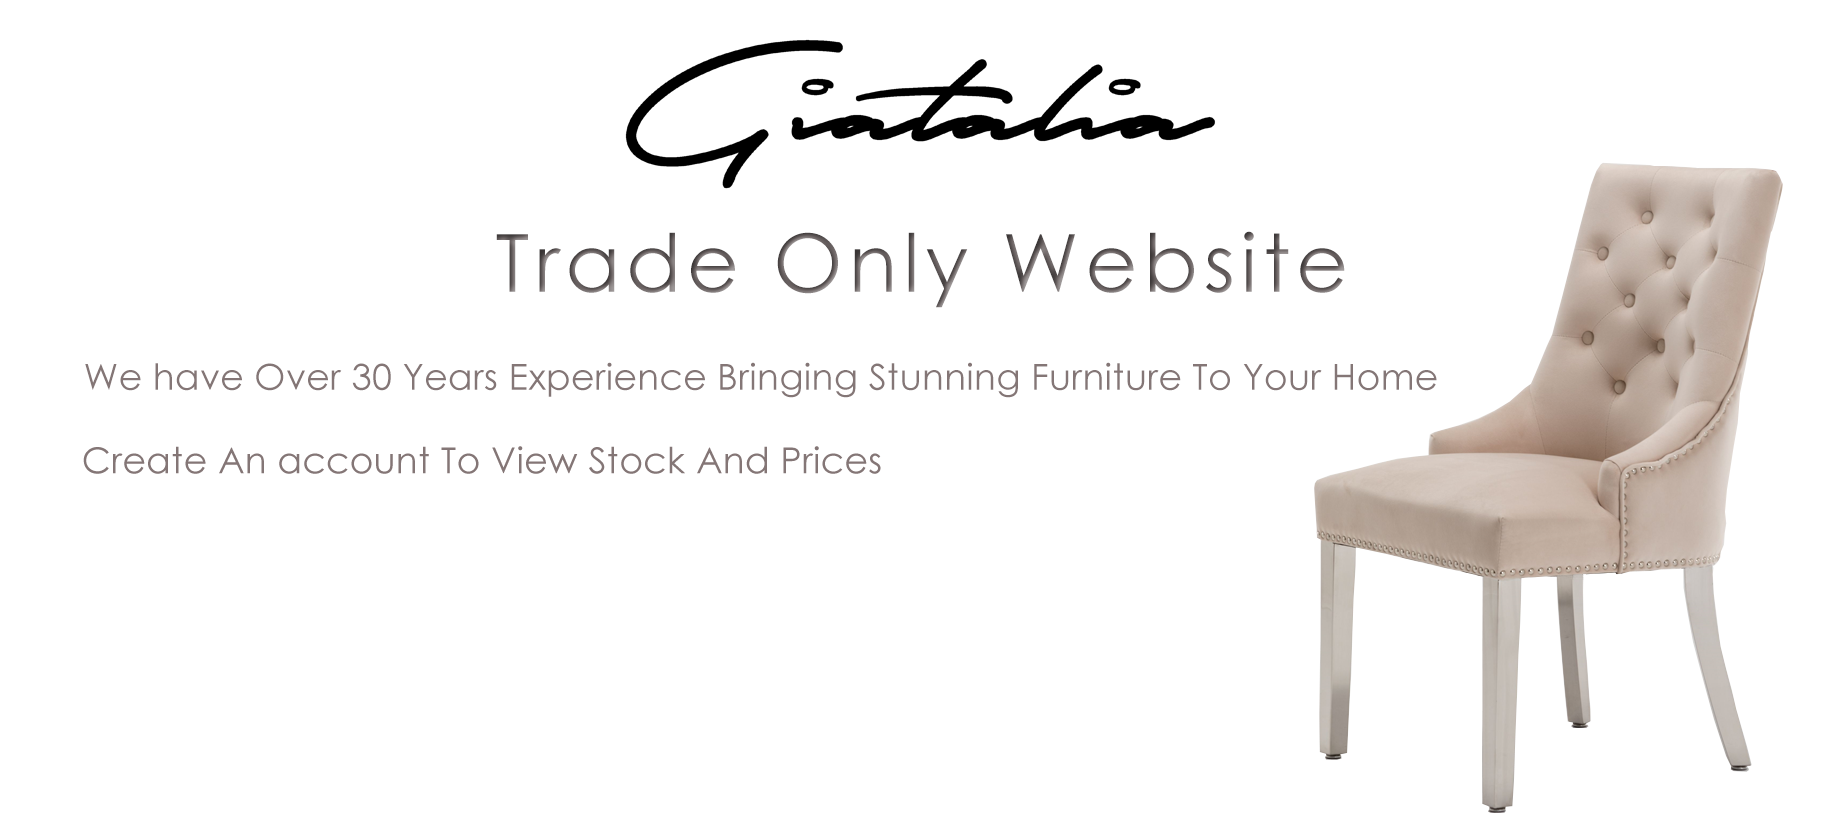 Giatalia
Trade Only Website
We have Over 30 Years Experience Bringing Stunning Furniture To Your Home
Create An account To View Stock And Prices